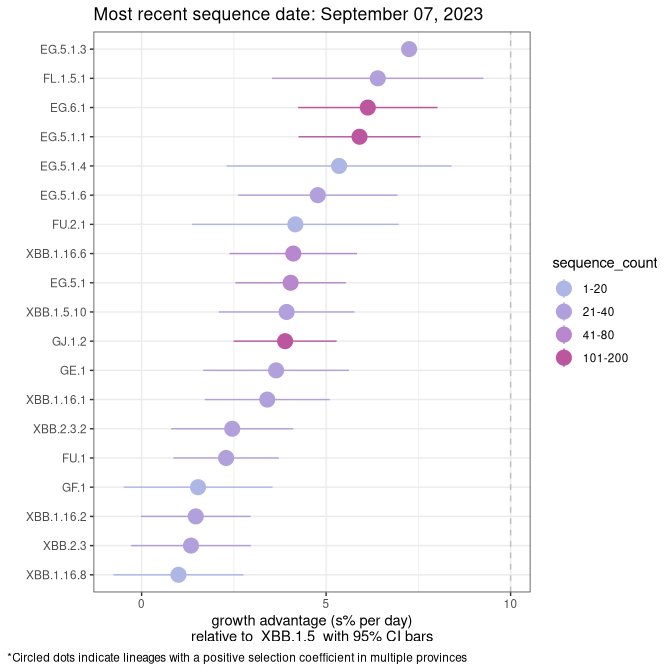 Most recent sequence date: September 07, 2023
EG.5.1.3
FL.1.5.1
EG.6.1
EG.5.1.1
EG.5.1.4
EG.5.1.6
FU.2.1
XBB.1.16.6
EG.5.1
XBB.1.5.10
GJ.1.2
GE.1
XBB.1.16.1
XBB.2.3.2
FU.1
GF.1
XBB.1.16.2
XBB.2.3
XBB.1.16.8
0 5 10
growth advantage (s% per day)
relative to XBB.1.5 with 95% CI bars
*Circled dots indicate lineages with a positive selection coefficient in multiple provinces
sequence_count
1-20
21-40
41-80
101-200